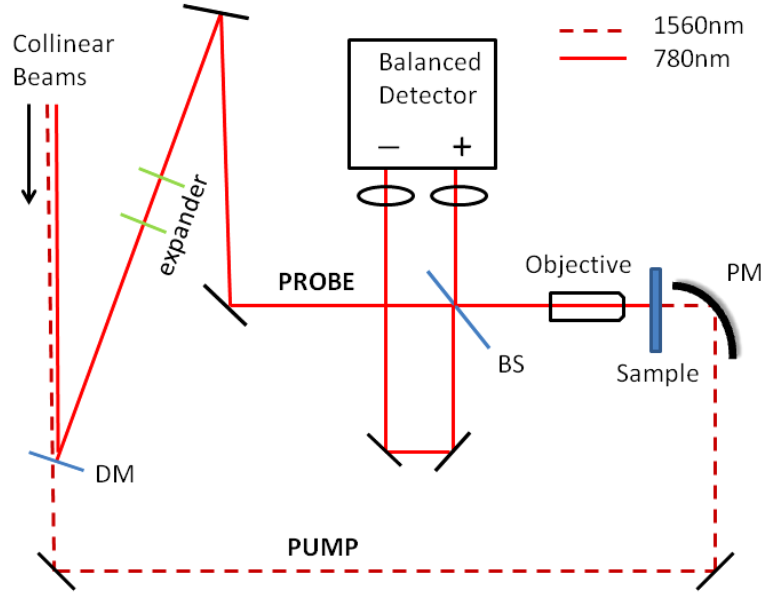 Collinear
Beams
1560nm
780nm
Balanced
Detector
– +
expander
PROBE
Objective
PM
BS
Sample
DM
PUMP